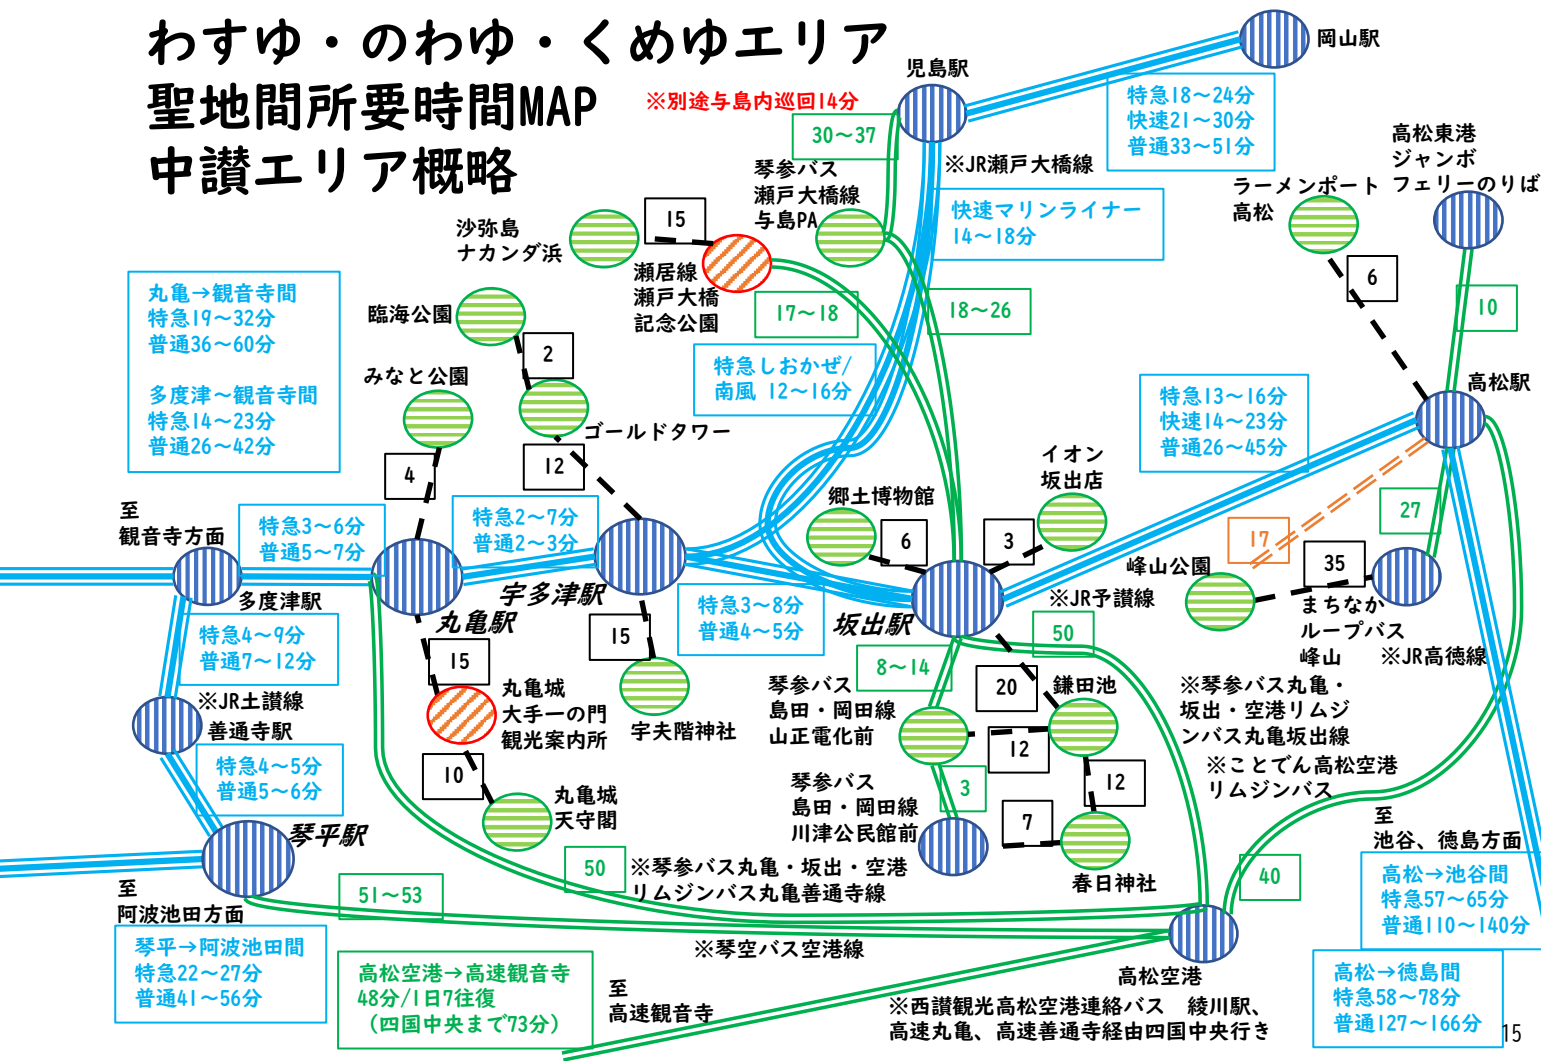 わすゆ・のわゆ・くめゆエリア
聖地間所要時間MAP
中讃エリア概略
※別途与島内巡回14分
児島駅
岡山駅
30～37
特急18～24分
快速21～30分
普通33～51分
※JR瀬戸大橋線
快速マリンライナー
14～18分
琴参バス
瀬戸大橋線
与島PA
高松東港
ジャンボ
フェリーのりば
ラーメンポート
高松
6
10
高松駅
沙弥島
ナカンダ浜
15
瀬居線
瀬戸大橋
記念公園
17～18
18～26
丸亀→観音寺間
特急19～32分
普通36～60分
多度津～観音寺間
特急14～23分
普通26～42分
臨海公園
2
みなと公園
ゴールドタワー
4
12
特急しおかぜ/
南風 12～16分
特急13～16分
快速14～23分
普通26～45分
イオン
坂出店
郷土博物館
6
3
17
27
35
峰山公園
まちなか
ループバス
峰山
※JR高徳線
至
観音寺方面
特急3～6分
普通5～7分
特急2～7分
普通2～3分
多度津駅
丸亀駅
宇多津駅
坂出駅
※JR予讃線
特急3～8分
普通4～5分
特急4～9分
普通7～12分
※JR土讃線
善通寺駅
15
15
50
8～14
20
丸亀城
大手一の門
観光案内所
宇夫階神社
琴参バス
島田・岡田線
山正電化前
鎌田池
12
12
※琴参バス丸亀・
坂出・空港リムジ
ンバス丸亀坂出線
※ことでん高松空港
リムジンバス
特急4～5分
普通5～6分
10
丸亀城
天守閣
琴参バス
島田・岡田線
川津公民館前
3
7
春日神社
琴平駅
50
※琴参バス丸亀・坂出・空港
リムジンバス丸亀善通寺線
至
池谷、徳島方面
40
高松→池谷間
特急57～65分
普通110～140分
至
阿波池田方面
51～53
琴平→阿波池田間
特急22～27分
普通41～56分
※琴空バス空港線
高松空港
高松空港→高速観音寺
48分/1日7往復
（四国中央まで73分）
至
高速観音寺
※西讃観光高松空港連絡バス　綾川駅、
高速丸亀、高速善通寺経由四国中央行き
高松→徳島間
特急58～78分
普通127～166分
15